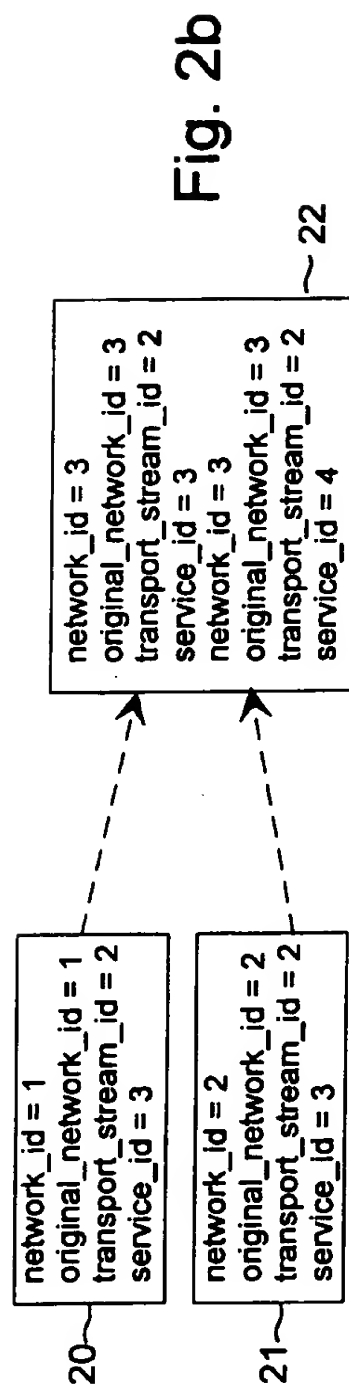 20
network_id = 1
original_network_id = 1
transport_stream_id = 2
service_id = 3
21
network_id = 2
original_network_id = 2
transport_stream_id = 2
service_id = 3
network_id = 3
original_network_id = 3
transport_stream_id = 2
service_id = 3
network_id = 3
original_network_id = 3
transport_stream_id = 2
service_id = 4
22
Fig. 2b